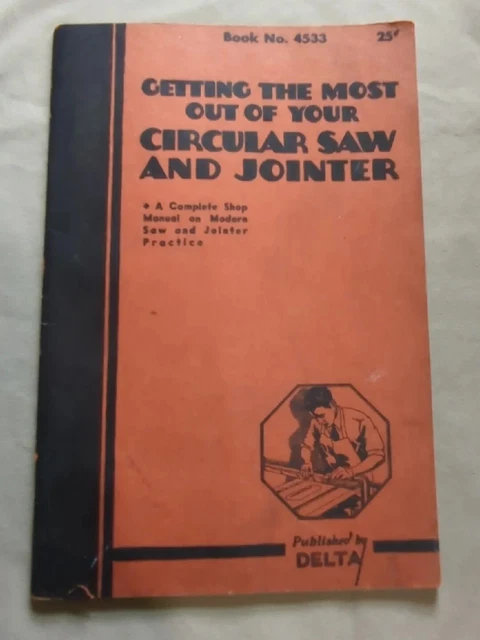 Book No. 4533 25¢
GETTING THE MOST
OUT OF YOUR
CIRCULAR SAW
AND JOINTER
• A Complete Shop
Manual on Modern
Saw and Jointer
Practice
Published by
DELTA